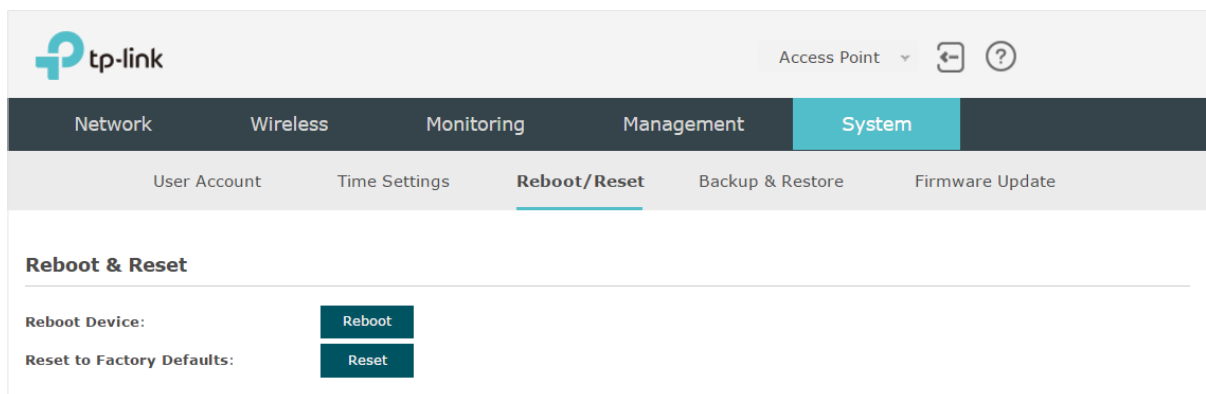 tp-link
Access Point
Network Wireless Monitoring Management System
User Account Time Settings Reboot/Reset Backup & Restore Firmware Update
Reboot & Reset
Reboot Device: Reboot
Reset to Factory Defaults: Reset